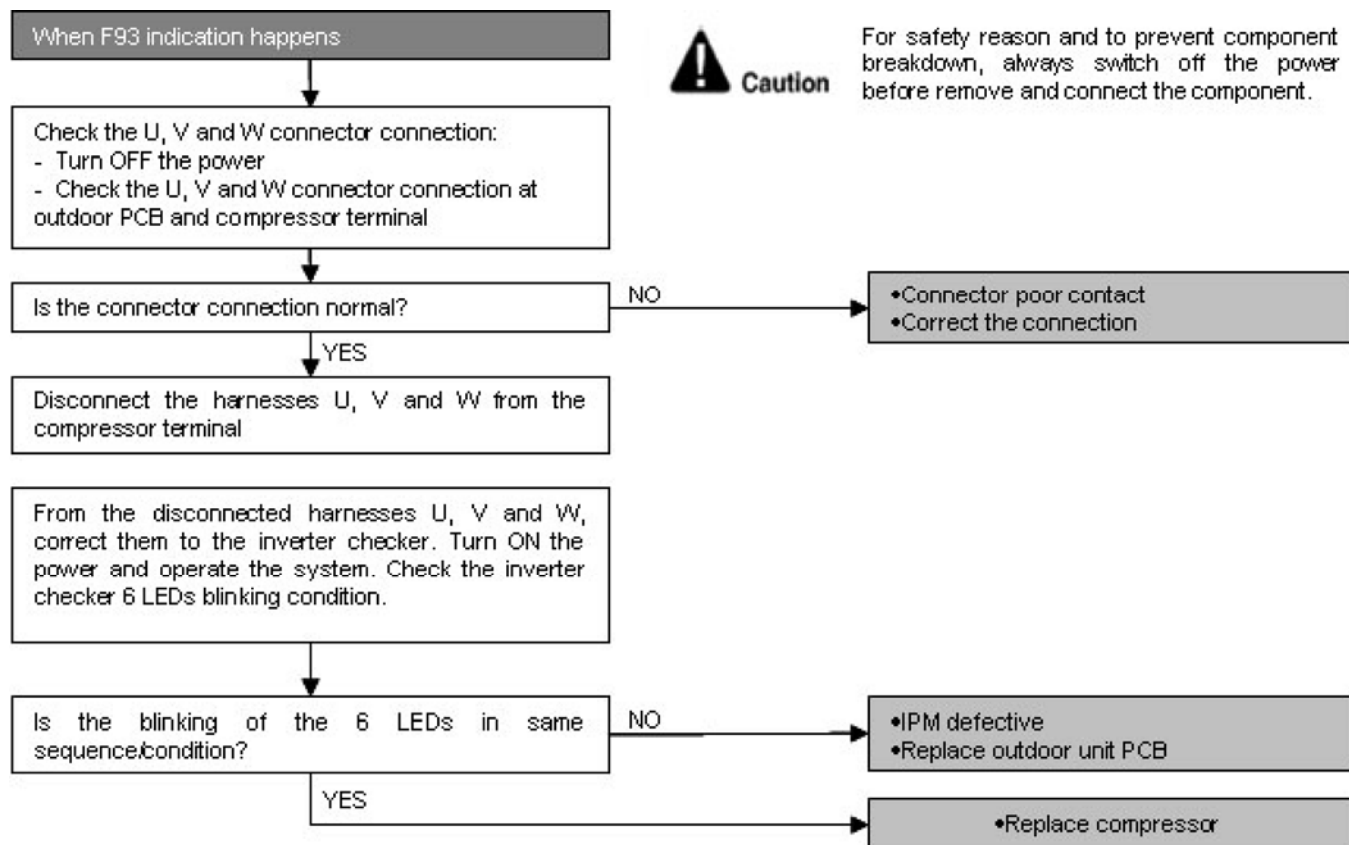 When F93 indication happens
Caution
For safety reason and to prevent component
breakdown, always switch off the power
before remove and connect the component.
Check the U, V and W connector connection:
- Turn OFF the power
- Check the U, V and W connector connection at
outdoor PCB and compressor terminal
Is the connector connection normal?
NO
•Connector poor contact
•Correct the connection
YES
Disconnect the harnesses U, V and W from the
compressor terminal
From the disconnected harnesses U, V and W,
correct them to the inverter checker. Turn ON the
power and operate the system. Check the inverter
checker 6 LEDs blinking condition.
Is the blinking of the 6 LEDs in same
sequence/condition?
NO
•IPM defective
•Replace outdoor unit PCB
YES
•Replace compressor